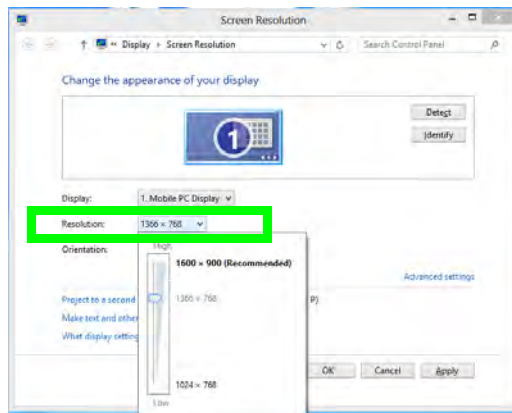 Screen Resolution
« Display › Screen Resolution
Search Control Panel
Change the appearance of your display
1
Detect
Identify
Display: 1. Mobile PC Display
Resolution: 1366 × 768
Orientation:
High
1600 × 900 (Recommended)
Advanced settings
Project to a second
1366 × 768
P)
Make text and other
What display setting
OK
Cancel
Apply
1024 × 768
Low